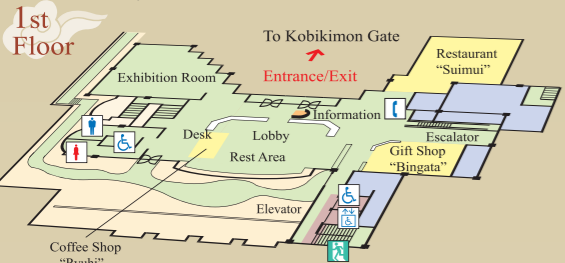 1st
Floor
To Kobikimon Gate
Entrance/Exit
Restaurant
“Suimui”
Exhibition Room
Information
Desk
Lobby
Rest Area
Escalator
Gift Shop
“Bingata”
Elevator
Coffee Shop